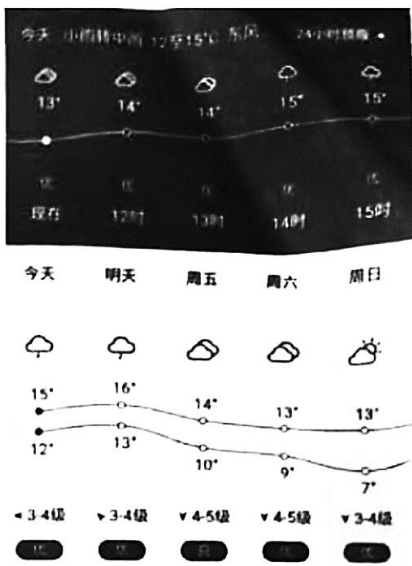 今天 小雨转中雨 12至15°C 东风 24小时预报
13° 14° 14° 15° 15°
优 优 优 优 优
现在 12时 13时 14时 15时
今天 明天 周五 周六 周日
15° 16° 14° 13° 13°
12° 13° 10° 9° 7°
3-4级 3-4级 4-5级 4-5级 3-4级
优 优 良 优 优